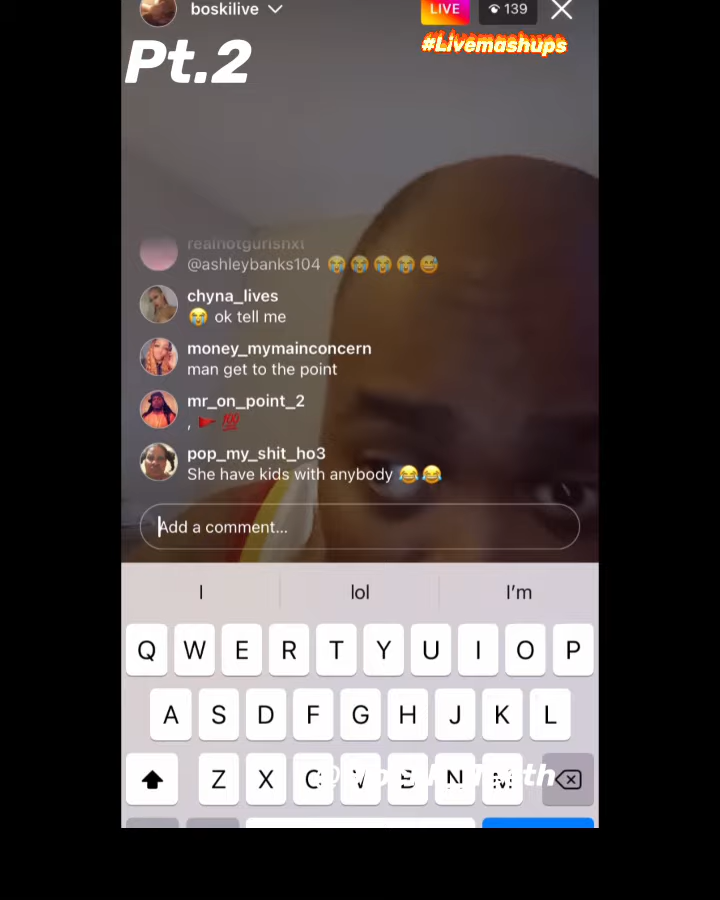 boskilive
LIVE
139
Pt.2
#Livemashups
realhotgurlshxt
@ashleybanks104 😭😭😭😭😅
chyna_lives
😭 ok tell me
money_mymainconcern
man get to the point
mr_on_point_2
, 🚩 💯
pop_my_shit_ho3
She have kids with anybody 😂😂
Add a comment...
I lol I'm
Q W E R T Y U I O P
A S D F G H J K L
Z X C V B N M